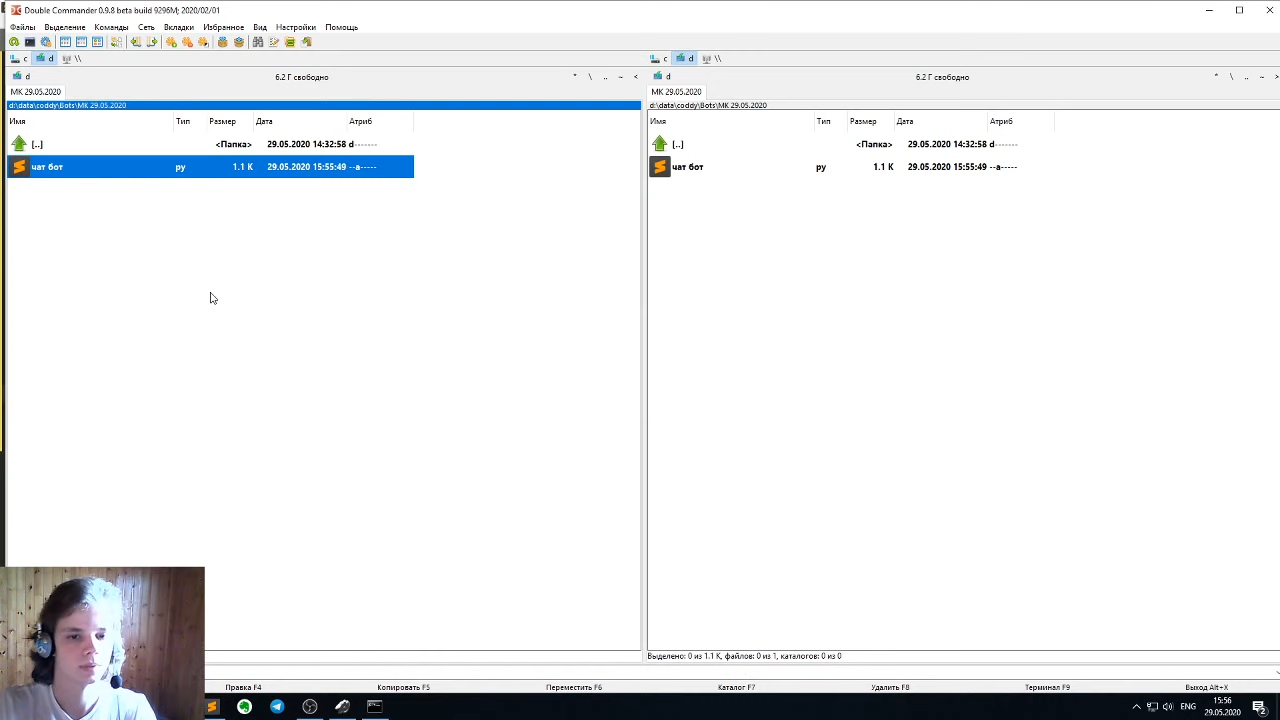 Double Commander 0.9.8 beta build 9296M; 2020/02/01
Файлы Выделение Команды Сеть Вкладки Избранное Вид Настройки Помощь
c d \\
c d \\
d 6.2 Г свободно * \ .. ~ <
d 6.2 Г свободно * \ .. ~ >
МК 29.05.2020
МК 29.05.2020
d:\data\coddy\Bots\МК 29.05.2020
d:\data\coddy\Bots\МК 29.05.2020
Имя Тип Размер Дата Атриб
[..] <Папка> 29.05.2020 14:32:58 d-------
чат бот py 1.1 K 29.05.2020 15:55:49 --a-----
Имя Тип Размер Дата Атриб
[..] <Папка> 29.05.2020 14:32:58 d-------
чат бот py 1.1 K 29.05.2020 15:55:49 --a-----
Выделено: 0 из 1.1 K, файлов: 0 из 1, каталогов: 0 из 0
Правка F4 Копировать F5 Переместить F6 Каталог F7 Удалить F8 Терминал F9 Выход Alt+X
ENG
15:56
29.05.2020
2